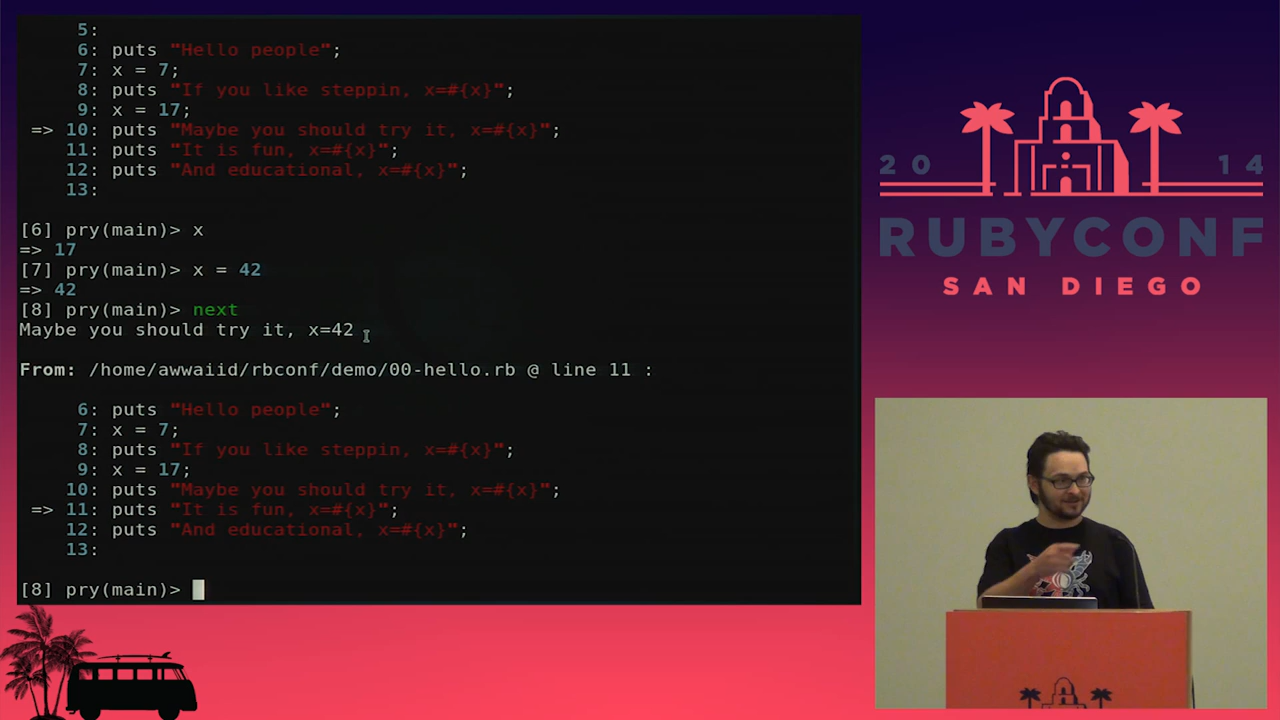 5:
6: puts "Hello people";
7: x = 7;
8: puts "If you like steppin, x=#{x}";
9: x = 17;
=> 10: puts "Maybe you should try it, x=#{x}";
11: puts "It is fun, x=#{x}";
12: puts "And educational, x=#{x}";
13:
[6] pry(main)> x
=> 17
[7] pry(main)> x = 42
=> 42
[8] pry(main)> next
Maybe you should try it, x=42
From: /home/awwaiid/rbconf/demo/00-hello.rb @ line 11 :
6: puts "Hello people";
7: x = 7;
8: puts "If you like steppin, x=#{x}";
9: x = 17;
10: puts "Maybe you should try it, x=#{x}";
=> 11: puts "It is fun, x=#{x}";
12: puts "And educational, x=#{x}";
13:
[8] pry(main)>
2014
RUBYCONF
SAN DIEGO